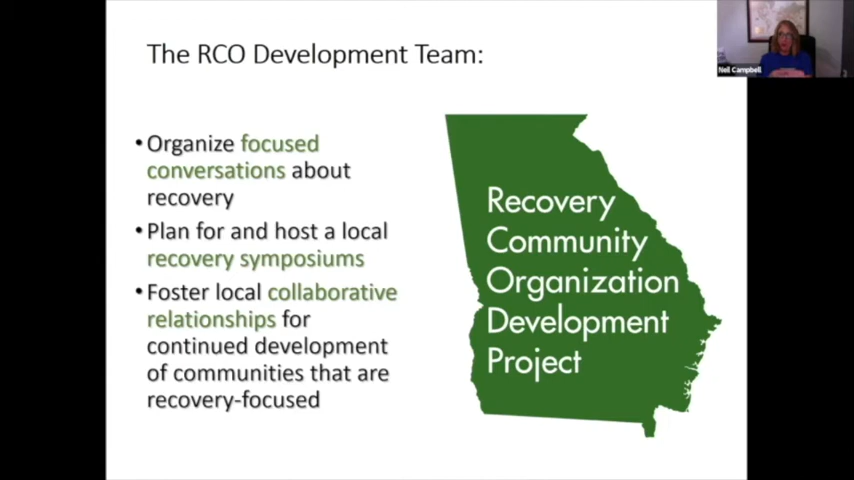 The RCO Development Team:
Nell Campbell
• Organize focused
conversations about
recovery
• Plan for and host a local
recovery symposiums
• Foster local collaborative
relationships for
continued development
of communities that are
recovery-focused
Recovery
Community
Organization
Development
Project